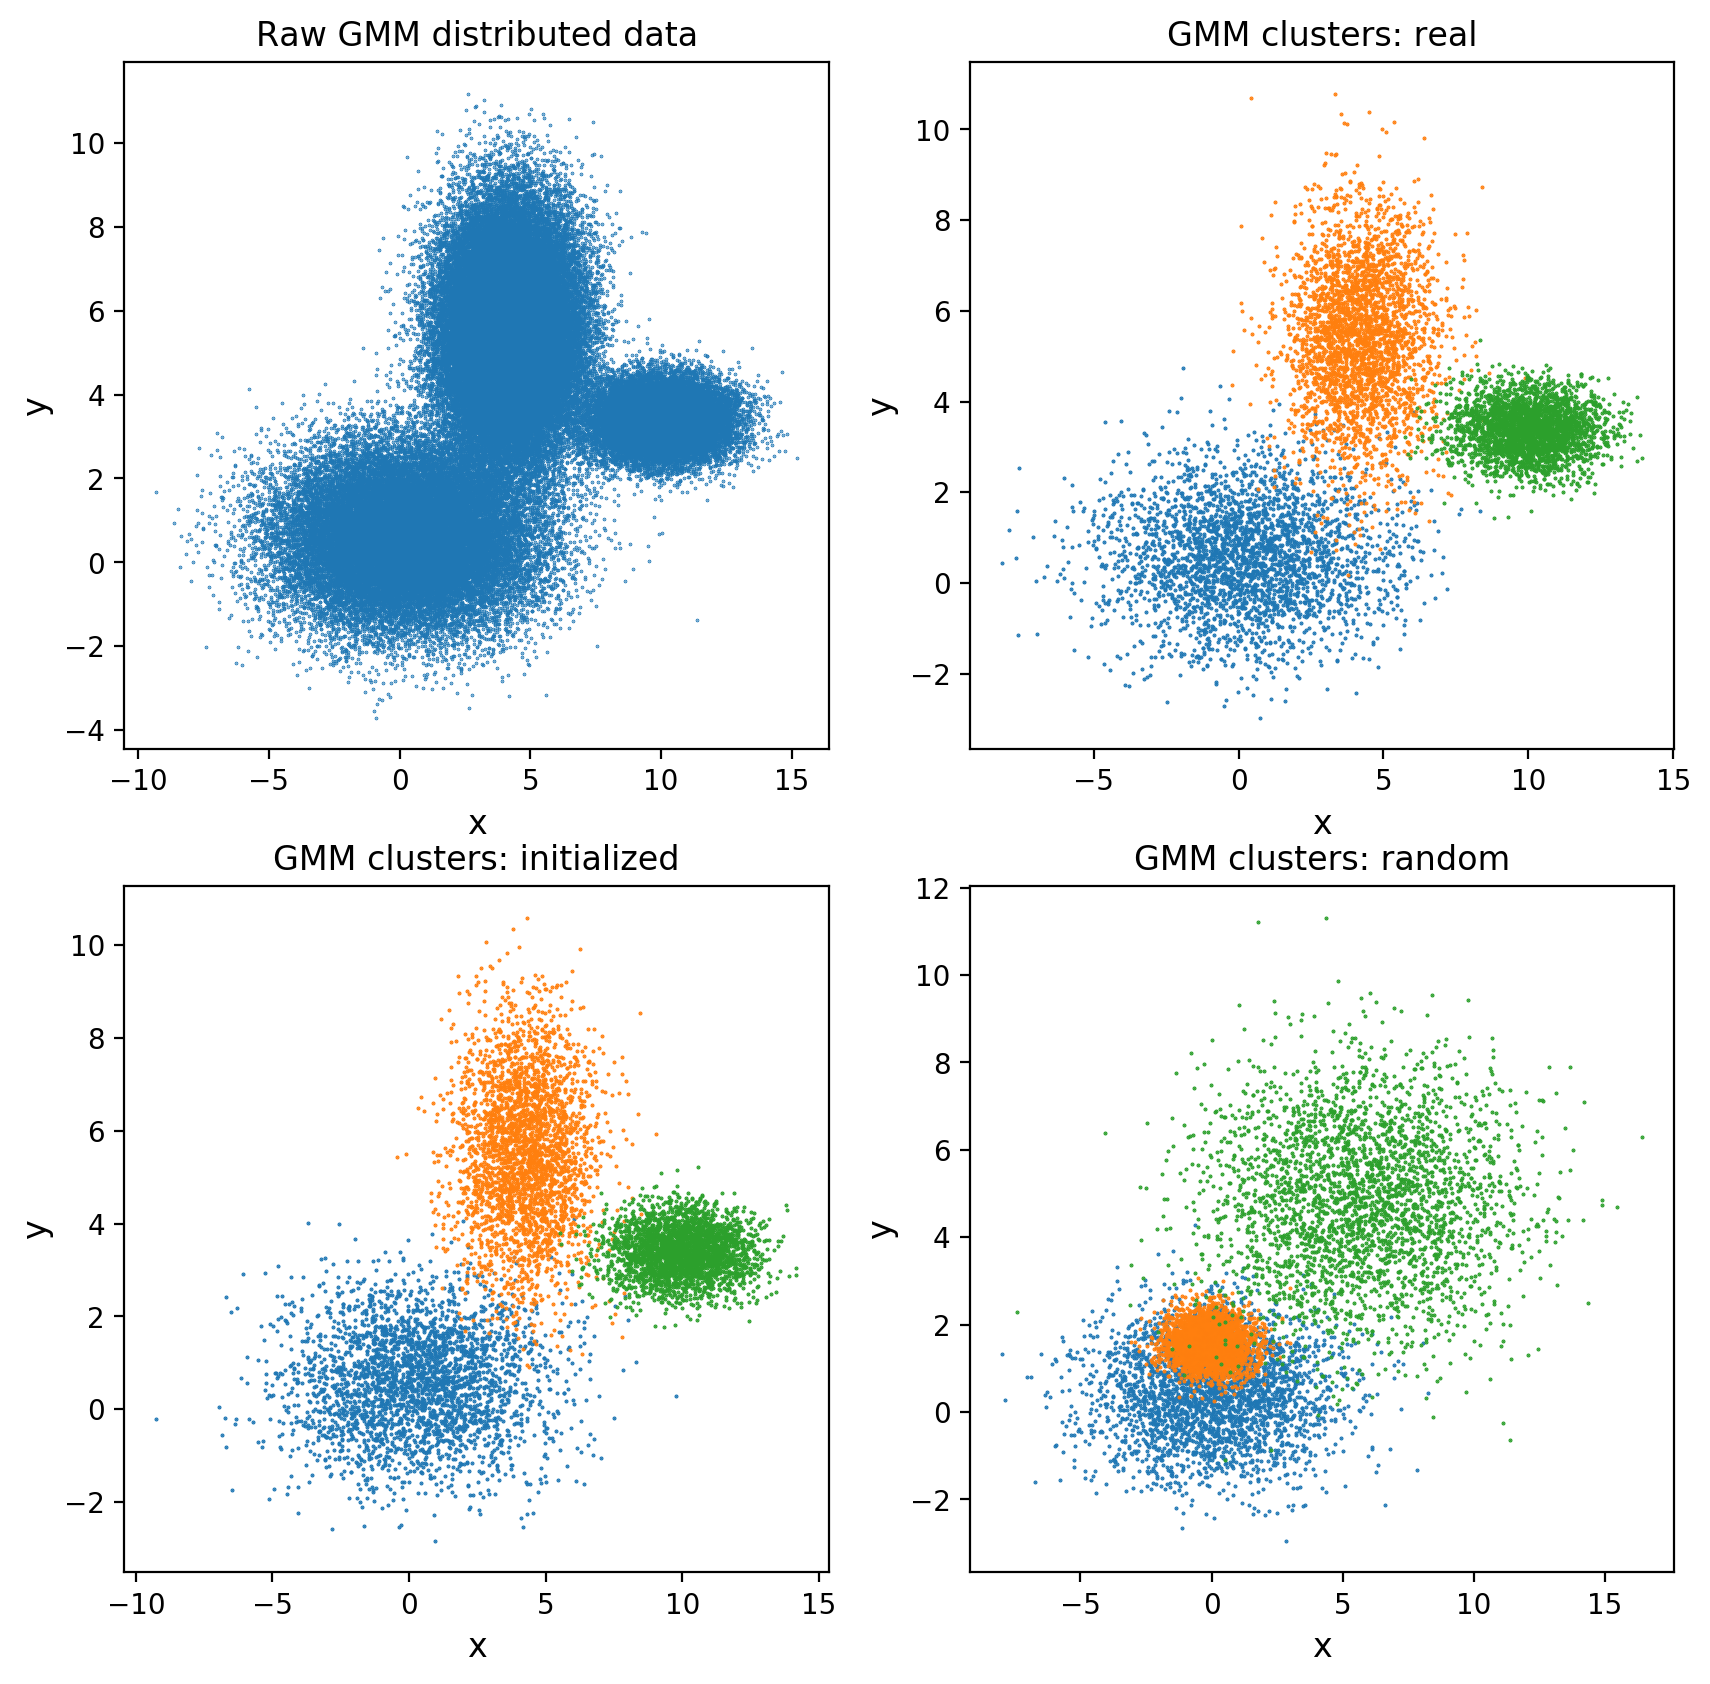 Raw GMM distributed data
10
8
6
4
2
0
−2
−4
y
−10 −5 0 5 10 15
x
GMM clusters: real
10
8
6
4
2
0
−2
y
−5 0 5 10 15
x
GMM clusters: initialized
10
8
6
4
2
0
−2
y
−10 −5 0 5 10 15
x
GMM clusters: random
12
10
8
6
4
2
0
−2
y
−5 0 5 10 15
x